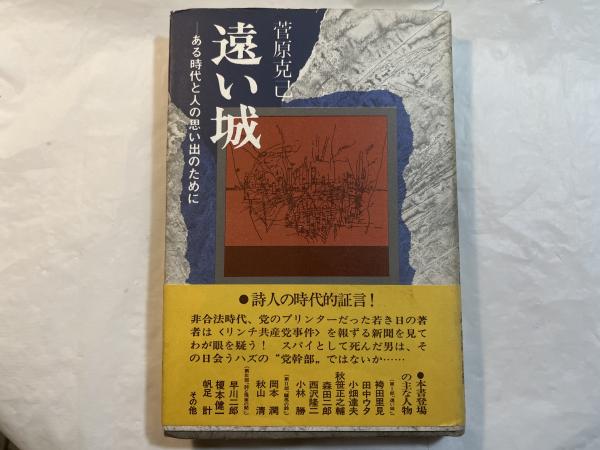 菅原克己
遠い城
―ある時代と人の思い出のために
●詩人の時代的証言！
非合法時代、党のプリンターだった若き日の著
者は〈リンチ共産党事件〉を報ずる新聞を見て
わが眼を疑う！　スパイとして死んだ男は、そ
の日会うハズの〝党幹部〟ではないか……
●本書登場
の主な人物
袴田里見
田中ウタ
小畑達夫
秋笹正之輔
森田二郎
西沢隆二
小林　勝
岡本　潤
秋山　清
早川二郎
榎本健一
帆足　計
その他